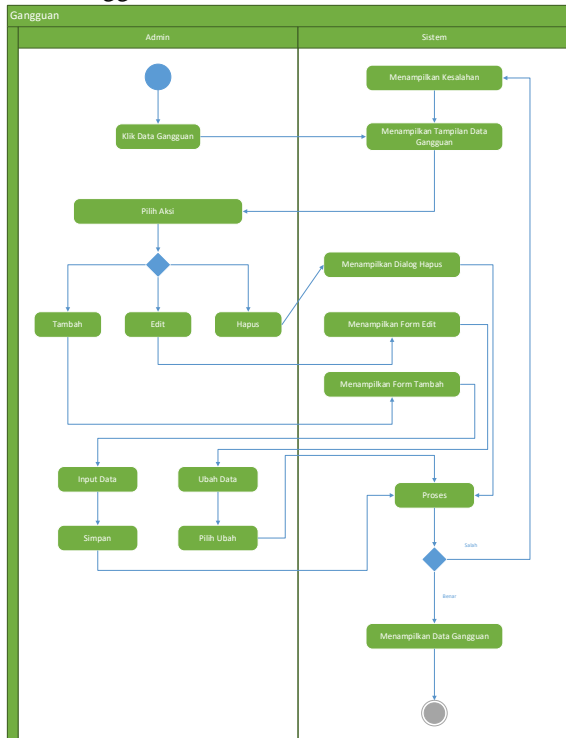 Gangguan
Admin
Sistem
Menampilkan Kesalahan
Klik Data Gangguan
Menampilkan Tampilan Data
Gangguan
Pilih Aksi
Menampilkan Dialog Hapus
Tambah
Edit
Hapus
Menampilkan Form Edit
Menampilkan Form Tambah
Input Data
Ubah Data
Proses
Simpan
Pilih Ubah
Salah
Benar
Menampilkan Data Gangguan